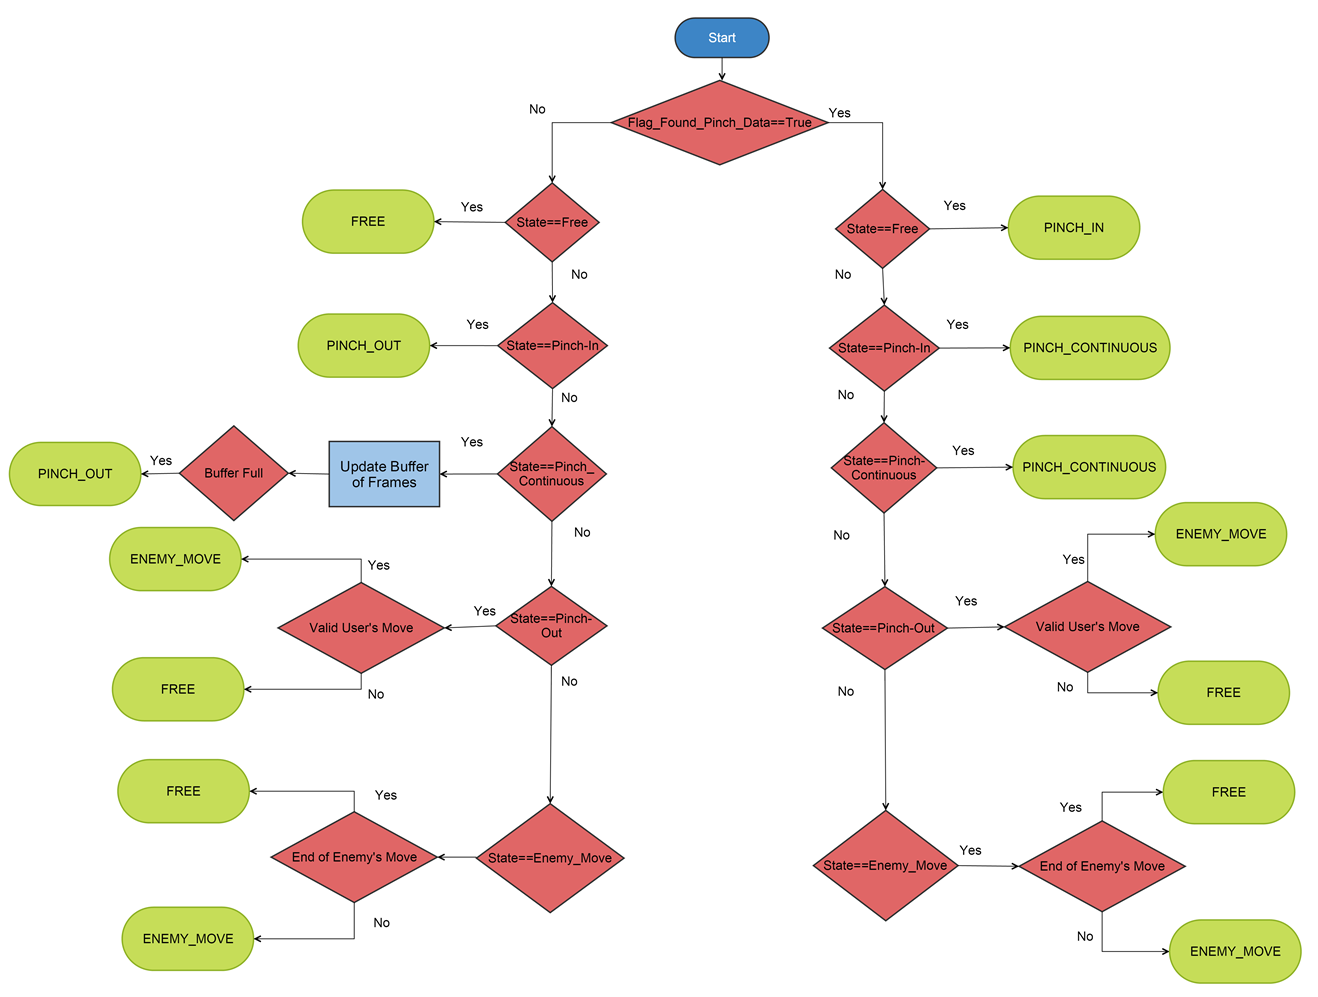 Start
Flag_Found_Pinch_Data==True
No
Yes
FREE
Yes
State==Free
No
State==Free
Yes
PINCH_IN
No
PINCH_OUT
Yes
State==Pinch-In
No
State==Pinch-In
Yes
PINCH_CONTINUOUS
No
PINCH_OUT
Yes
Buffer Full
Update Buffer
of Frames
Yes
State==Pinch_
Continuous
No
State==Pinch-
Continuous
Yes
PINCH_CONTINUOUS
No
ENEMY_MOVE
Yes
Valid User's Move
No
FREE
Yes
State==Pinch-
Out
No
State==Pinch-Out
Yes
Valid User's Move
Yes
ENEMY_MOVE
No
FREE
No
FREE
Yes
End of Enemy's Move
No
ENEMY_MOVE
State==Enemy_Move
State==Enemy_Move
Yes
End of Enemy's Move
Yes
FREE
No
ENEMY_MOVE